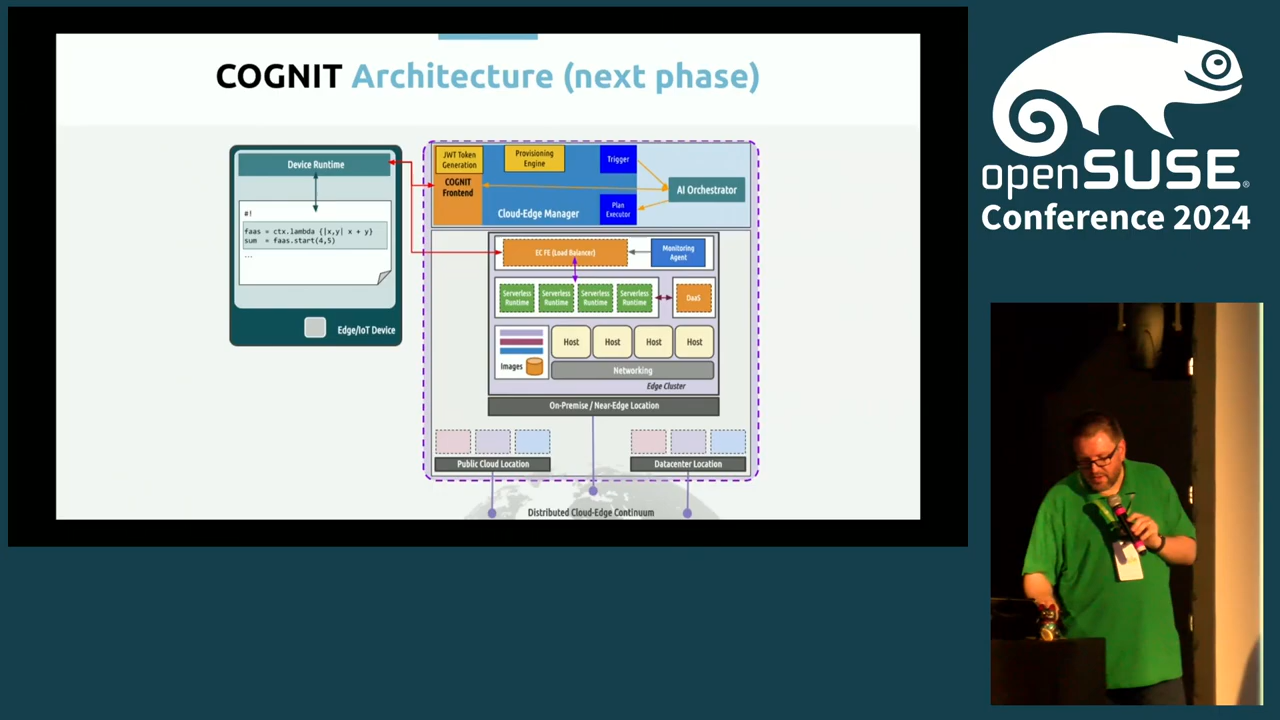 COGNIT Architecture (next phase)
Device Runtime
#!
faas = ctx.lambda {|x,y| x + y}
sum = faas.start(4,5)
...
Edge/IoT Device
JWT Token
Generation
COGNIT
Frontend
Provisioning
Engine
Trigger
AI Orchestrator
Plan
Executor
Cloud-Edge Manager
EC FE (Load Balancer)
Monitoring
Agent
Serverless
Runtime
Serverless
Runtime
Serverless
Runtime
Serverless
Runtime
DaaS
Images
Host
Host
Host
Host
Networking
Edge Cluster
On-Premise / Near-Edge Location
Public Cloud Location
Datacenter Location
Distributed Cloud-Edge Continuum
openSUSE®
Conference 2024